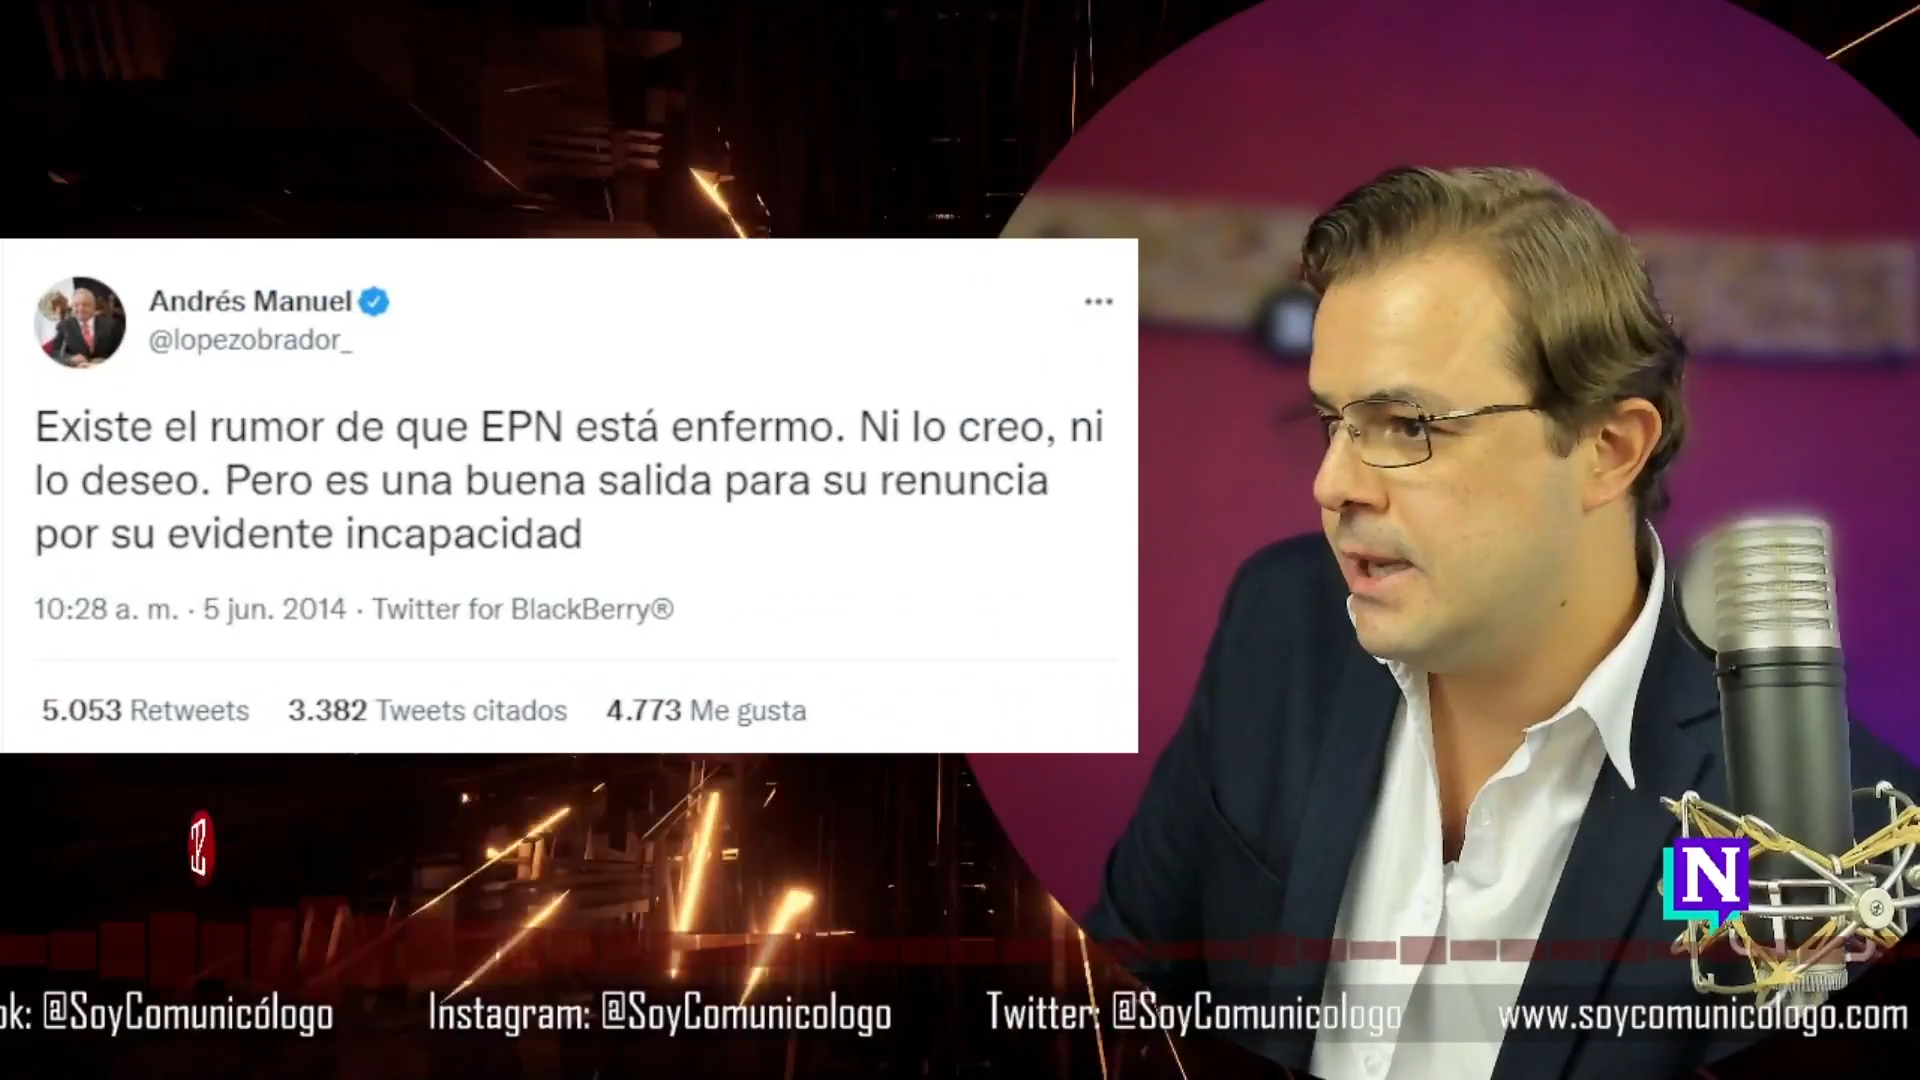 Andrés Manuel
@lopezobrador_
Existe el rumor de que EPN está enfermo. Ni lo creo, ni
lo deseo. Pero es una buena salida para su renuncia
por su evidente incapacidad
10:28 a. m. · 5 jun. 2014 · Twitter for BlackBerry®
5.053 Retweets 3.382 Tweets citados 4.773 Me gusta
N
ok: @SoyComunicólogo Instagram: @SoyComunicologo Twitter: @SoyComunicologo www.soycomunicologo.com